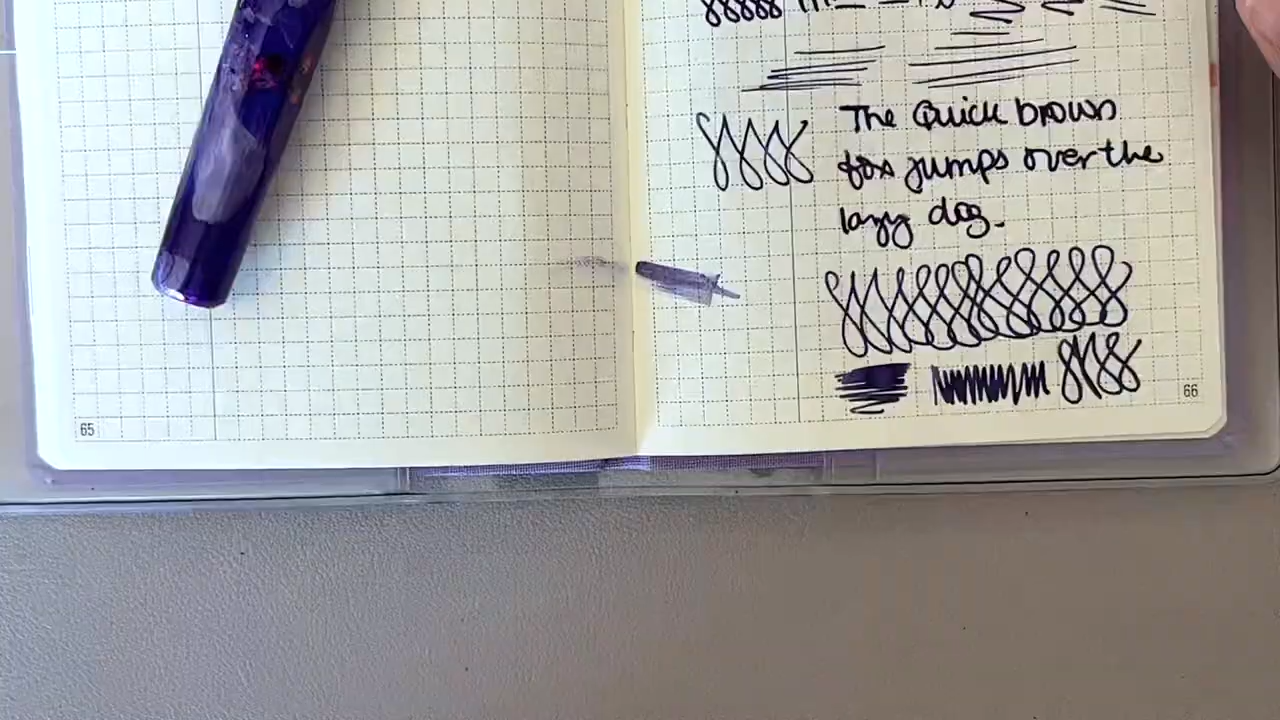 The Quick brown
fox jumps over the
lazy dog.
65
66